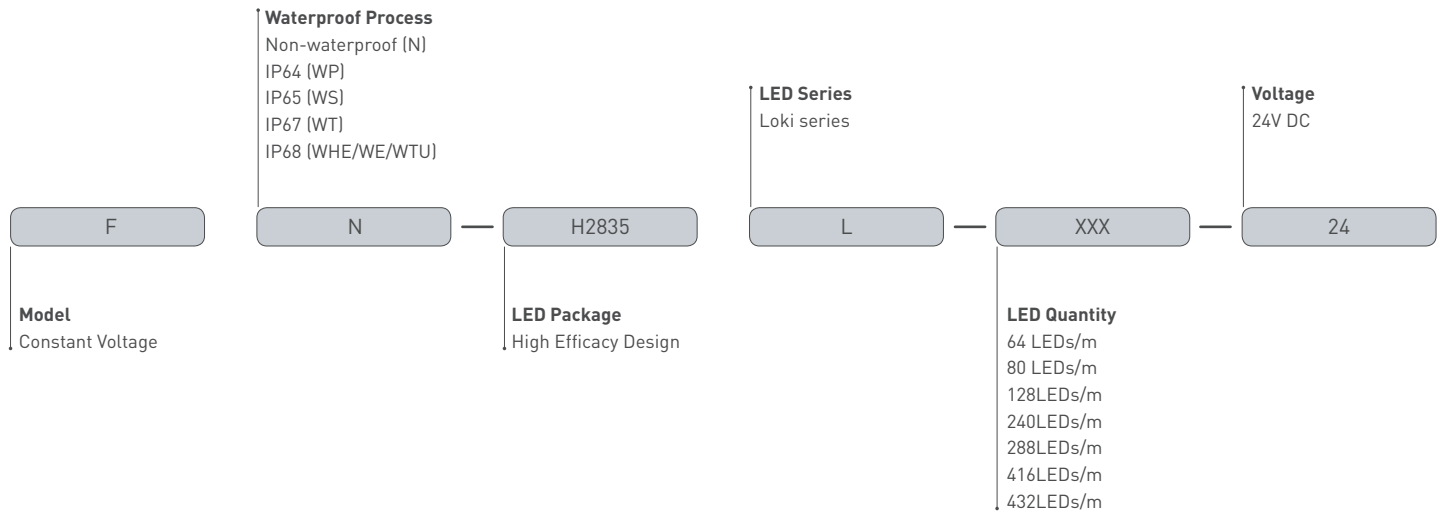 Waterproof Process
Non-waterproof (N)
IP64 (WP)
IP65 (WS)
IP67 (WT)
IP68 (WHE/WE/WTU)
LED Series
Loki series
Voltage
24V DC
F N — H2835 L — XXX — 24
Model
Constant Voltage
LED Package
High Efficacy Design
LED Quantity
64 LEDs/m
80 LEDs/m
128LEDs/m
240LEDs/m
288LEDs/m
416LEDs/m
432LEDs/m